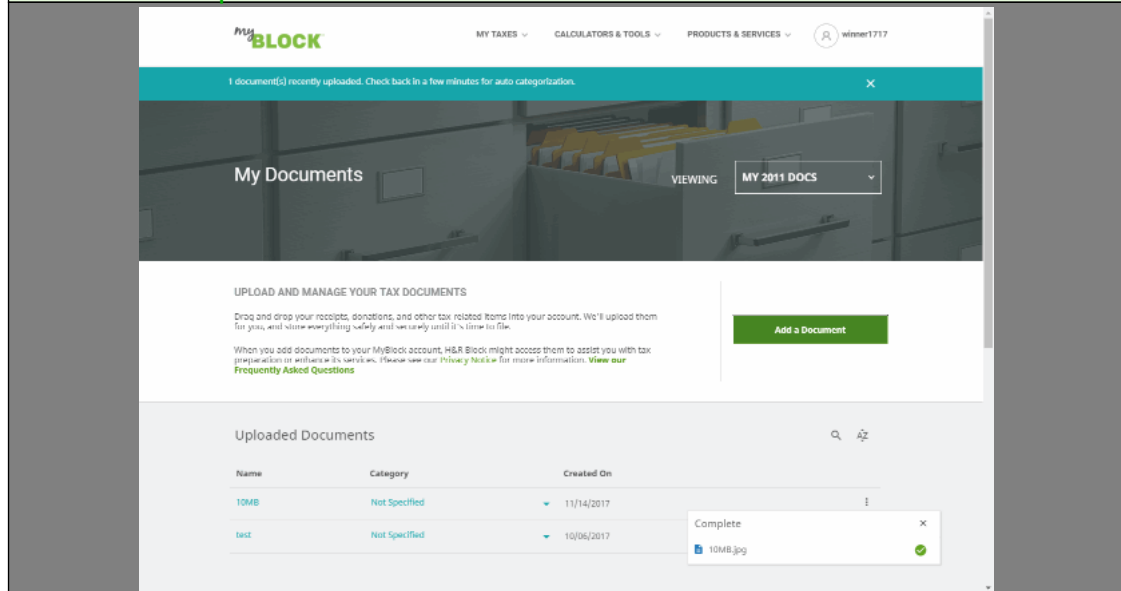 my BLOCK
MY TAXES
CALCULATORS & TOOLS
PRODUCTS & SERVICES
winner1717
1 document(s) recently uploaded. Check back in a few minutes for auto categorization.
My Documents
VIEWING
MY 2011 DOCS
UPLOAD AND MANAGE YOUR TAX DOCUMENTS
Drag and drop your receipts, donations, and other tax related items into your account. We'll upload them
for you, and store everything safely and securely until it's time to file.
When you add documents to your MyBlock account, H&R Block might access them to assist you with tax
preparation or enhance its services. Please see our Privacy Notice for more information. View our
Frequently Asked Questions
Add a Document
Uploaded Documents
AZ
Name Category Created On
10MB Not Specified 11/14/2017
test Not Specified 10/06/2017
Complete
10MB.jpg